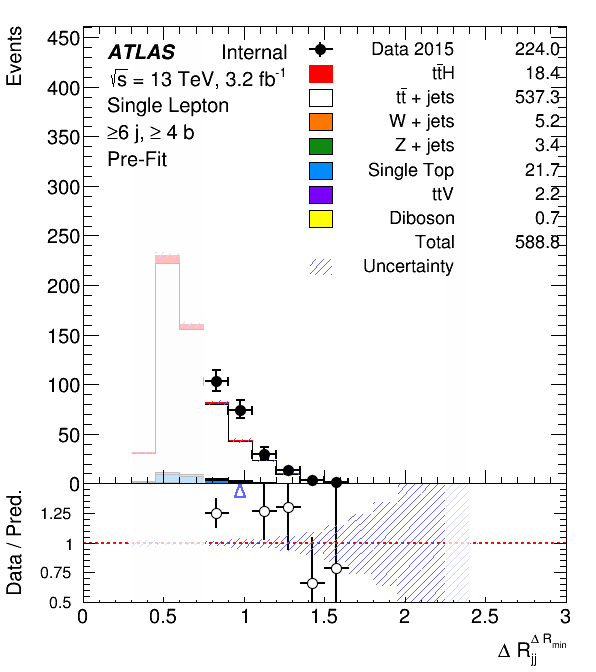 Events
450
400
350
300
250
200
150
100
50
0
ATLAS Internal
√s = 13 TeV, 3.2 fb⁻¹
Single Lepton
≥6 j, ≥ 4 b
Pre-Fit
Data 2015 224.0
tt̄H 18.4
tt̄ + jets 537.3
W + jets 5.2
Z + jets 3.4
Single Top 21.7
ttV 2.2
Diboson 0.7
Total 588.8
Uncertainty
Data / Pred.
1.25
1
0.75
0.5
0 0.5 1 1.5 2 2.5 3
Δ R_jj^Δ R_min